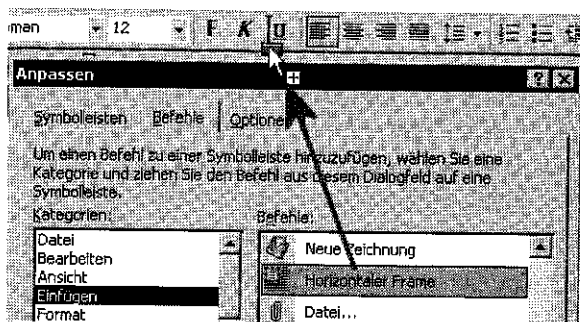 man 12 F K U
Anpassen
Symbolleisten Befehle Optionen
Um einen Befehl zu einer Symbolleiste hinzuzufügen, wählen Sie eine
Kategorie und ziehen Sie den Befehl aus diesem Dialogfeld auf eine
Symbolleiste.
Kategorien: Befehle:
Datei
Bearbeiten
Ansicht
Einfügen
Format
Neue Zeichnung
Horizontaler Frame
Datei...